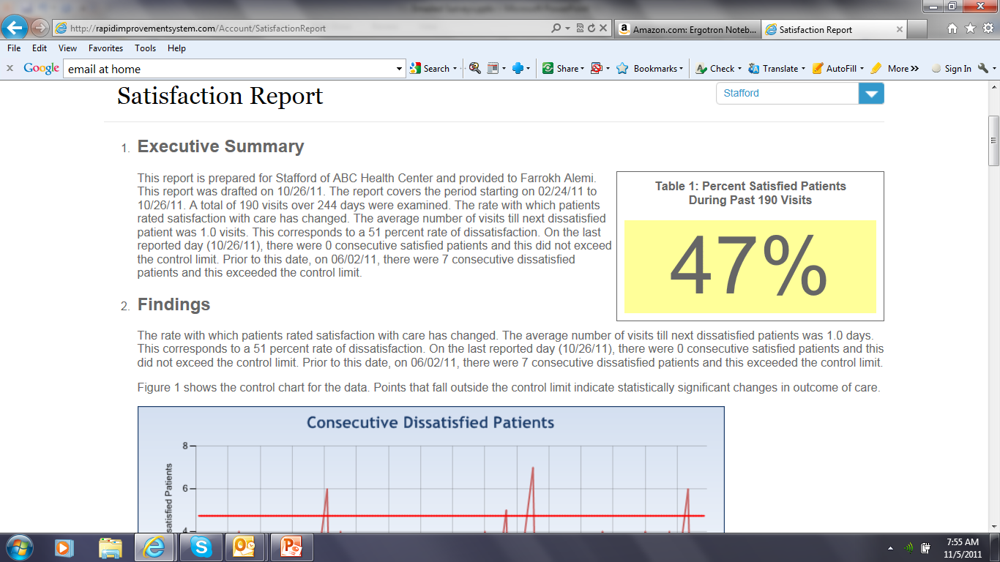 http://rapidimprovementsystem.com/Account/SatisfactionReport
Amazon.com: Ergotron Noteb...
Satisfaction Report
File Edit View Favorites Tools Help
x Google email at home Search Share Bookmarks Check Translate AutoFill More >> Sign In
Satisfaction Report
Stafford
1. Executive Summary
This report is prepared for Stafford of ABC Health Center and provided to Farrokh Alemi.
This report was drafted on 10/26/11. The report covers the period starting on 02/24/11 to
10/26/11. A total of 190 visits over 244 days were examined. The rate with which patients
rated satisfaction with care has changed. The average number of visits till next dissatisfied
patient was 1.0 visits. This corresponds to a 51 percent rate of dissatisfaction. On the last
reported day (10/26/11), there were 0 consecutive satisfied patients and this did not exceed
the control limit. Prior to this date, on 06/02/11, there were 7 consecutive dissatisfied
patients and this exceeded the control limit.
Table 1: Percent Satisfied Patients
During Past 190 Visits
47%
2. Findings
The rate with which patients rated satisfaction with care has changed. The average number of visits till next dissatisfied patients was 1.0 days.
This corresponds to a 51 percent rate of dissatisfaction. On the last reported day (10/26/11), there were 0 consecutive satisfied patients and this
did not exceed the control limit. Prior to this date, on 06/02/11, there were 7 consecutive dissatisfied patients and this exceeded the control limit.
Figure 1 shows the control chart for the data. Points that fall outside the control limit indicate statistically significant changes in outcome of care.
Consecutive Dissatisfied Patients
8
6
4
satisfied Patients
7:55 AM
11/5/2011